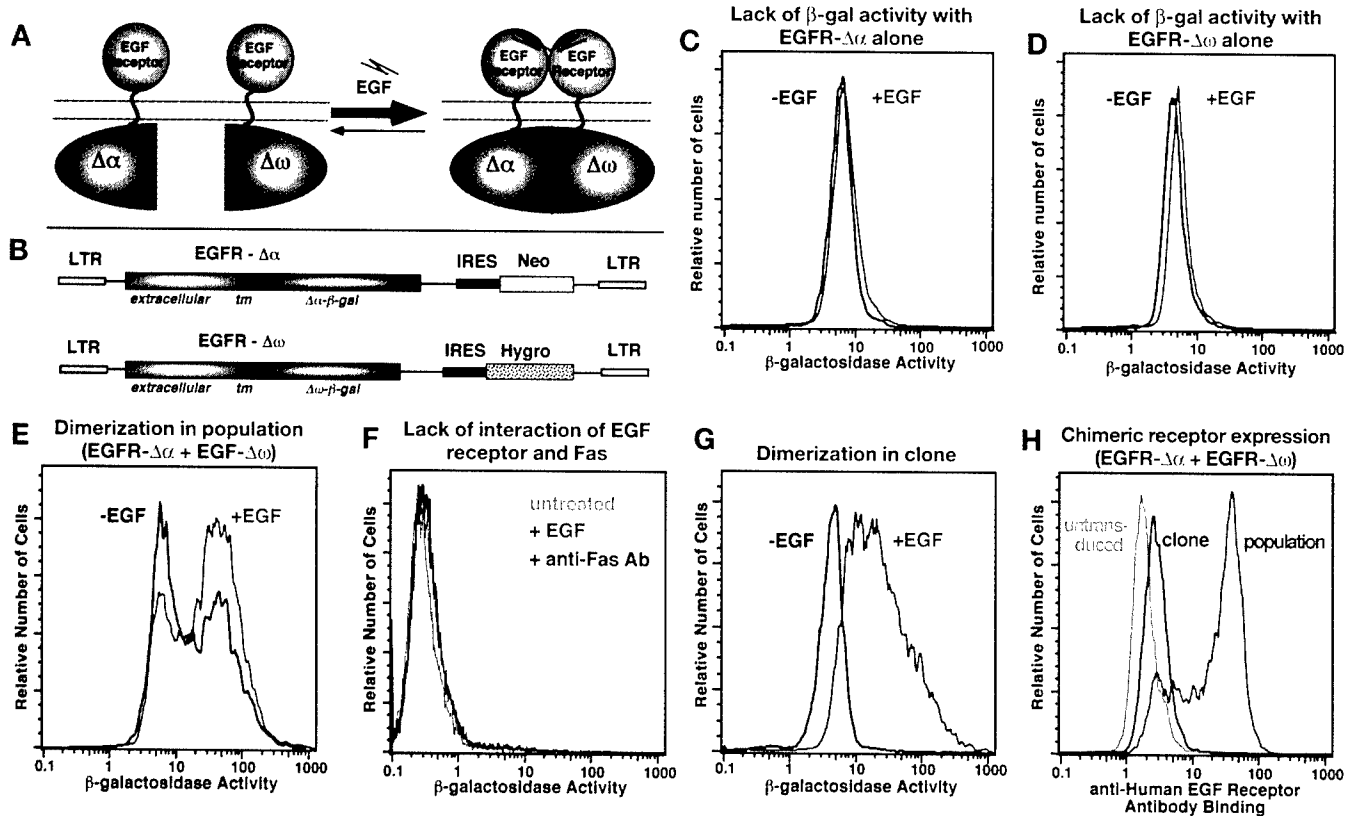 A
EGF
Receptor
EGF
Receptor
EGF
EGF
Receptor
EGF
Receptor
Δα
Δω
Δα
Δω
B
EGFR - Δα
LTR
IRES
Neo
LTR
extracellular
tm
Δα-β-gal
EGFR - Δω
LTR
IRES
Hygro
LTR
extracellular
tm
Δω-β-gal
C
Lack of β-gal activity with
EGFR-Δα alone
-EGF
+EGF
Relative Number of cells
0.1 1 10 100 1000
β-galactosidase Activity
D
Lack of β-gal activity with
EGFR-Δω alone
-EGF
+EGF
Relative number of cells
0.1 1 10 100 1000
β-galactosidase Activity
E
Dimerization in population
(EGFR-Δα + EGF-Δω)
-EGF
+EGF
Relative Number of Cells
0.1 1 10 100 1000
β-galactosidase Activity
F
Lack of interaction of EGF
receptor and Fas
untreated
+ EGF
+ anti-Fas Ab
Relative Number of Cells
0.1 1 10 100 1000
β-galactosidase Activity
G
Dimerization in clone
-EGF
+EGF
Relative Number of Cells
0.1 1 10 100 1000
β-galactosidase Activity
H
Chimeric receptor expression
(EGFR-Δα + EGFR-Δω)
untrans-
duced
clone
population
Relative Number of Cells
0.1 1 10 100 1000
anti-Human EGF Receptor
Antibody Binding